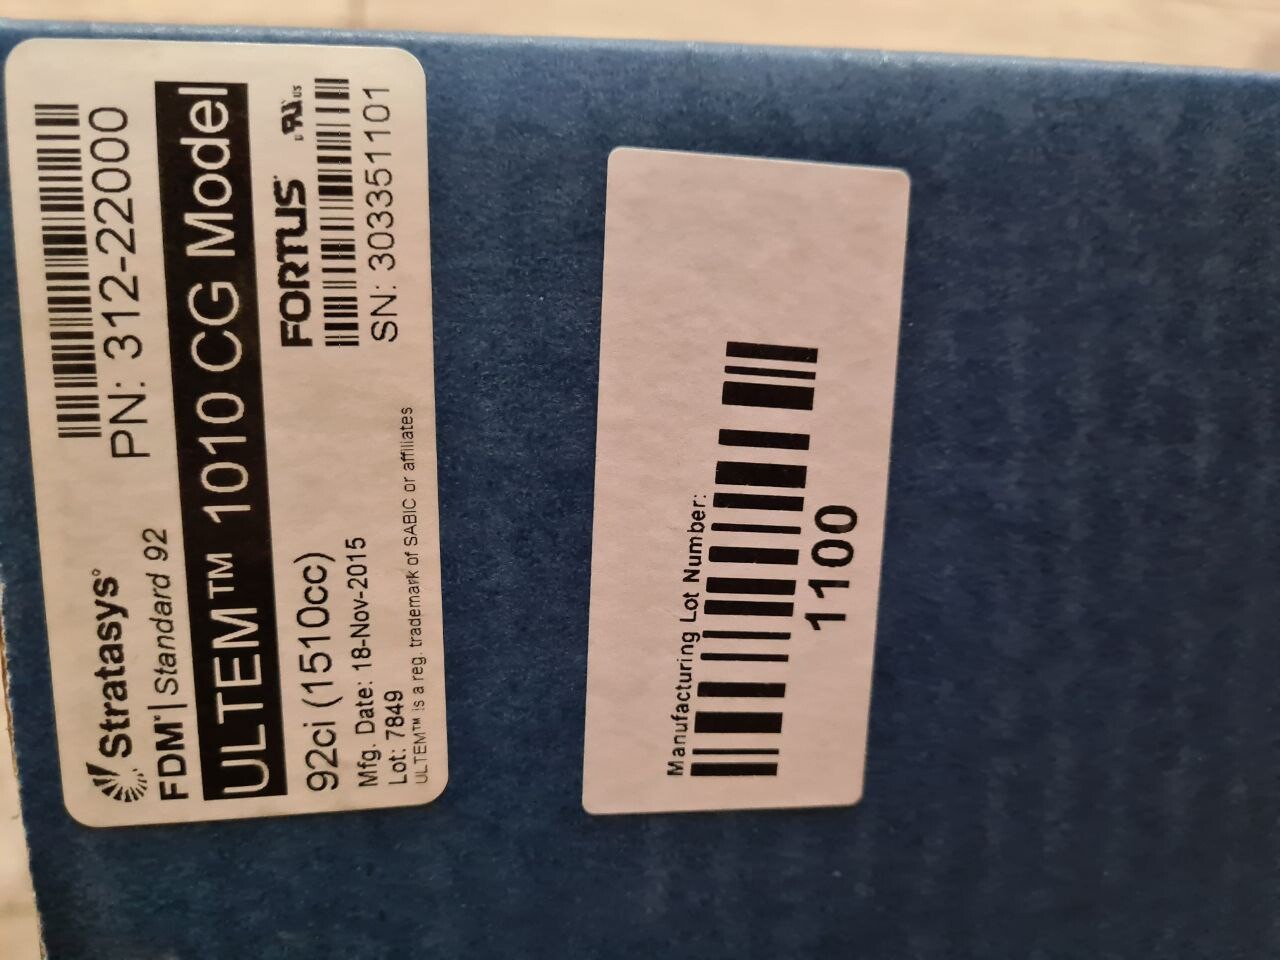 Stratasys®
PN: 312-22000
FDM® | Standard 92
ULTEM™ 1010 CG Model
92ci (1510cc)
FORTUS
Mfg. Date: 18-Nov-2015
Lot: 7849
SN: 303351101
ULTEM™ is a reg. trademark of SABIC or affiliates
Manufacturing Lot Number:
1100